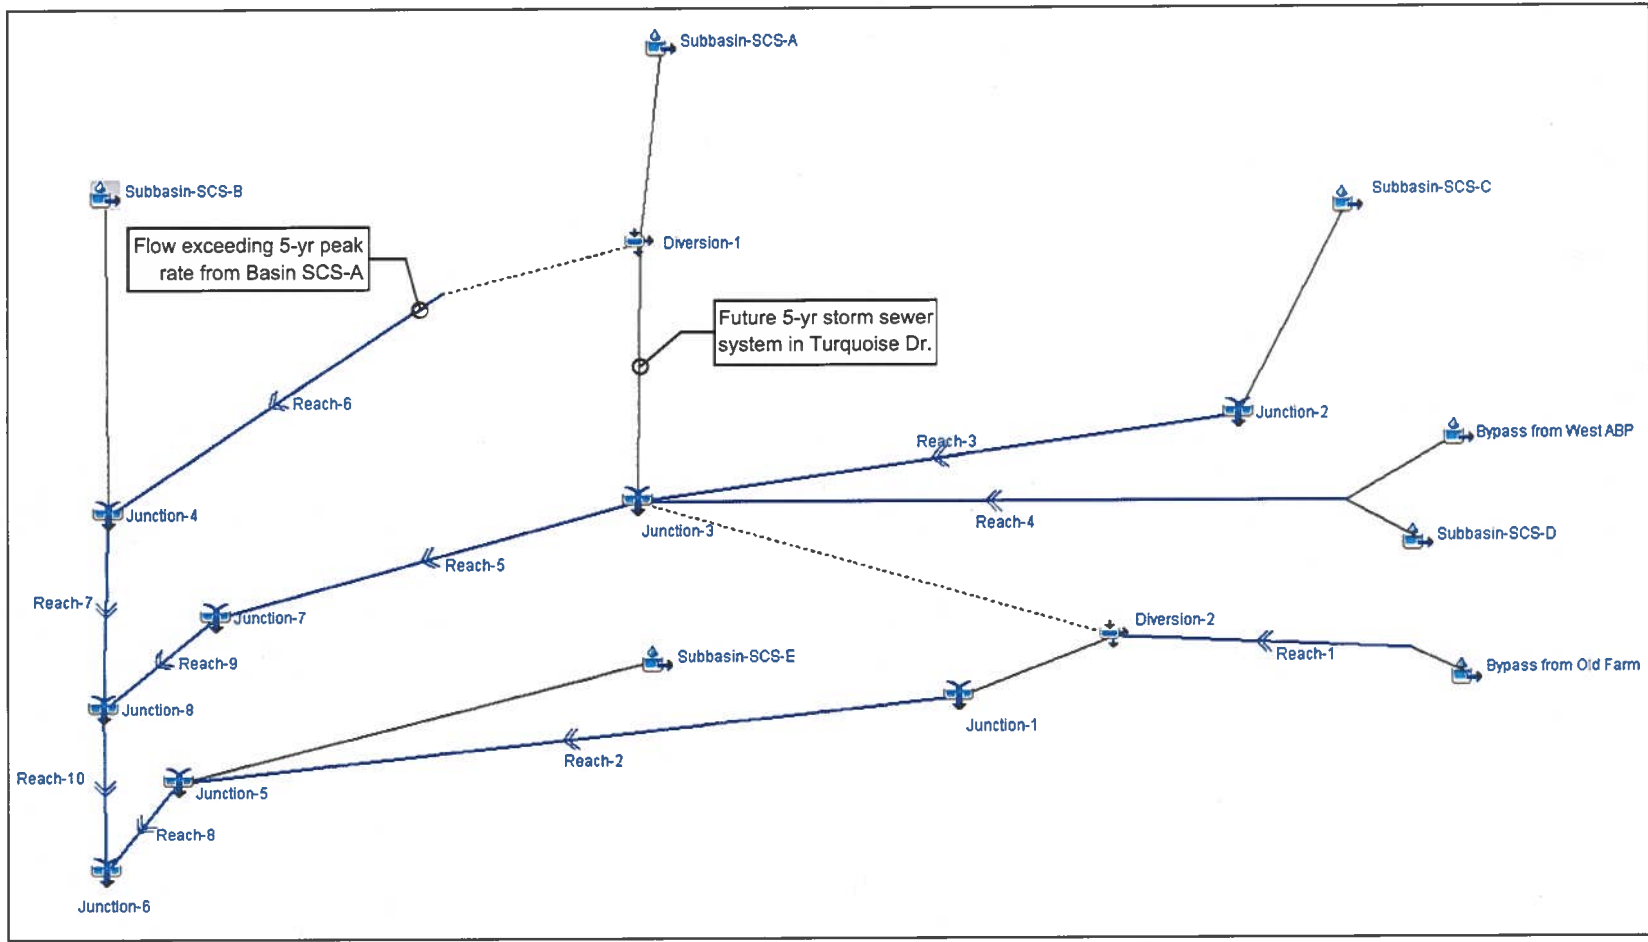 Subbasin-SCS-A
Subbasin-SCS-B
Subbasin-SCS-C
Flow exceeding 5-yr peak
rate from Basin SCS-A
Diversion-1
Future 5-yr storm sewer
system in Turquoise Dr.
Reach-6
Junction-2
Bypass from West ABP
Reach-3
Junction-4
Reach-4
Junction-3
Subbasin-SCS-D
Reach-5
Reach-7
Junction-7
Diversion-2
Reach-1
Reach-9
Subbasin-SCS-E
Bypass from Old Farm
Junction-8
Junction-1
Reach-2
Reach-10
Junction-5
Reach-8
Junction-6